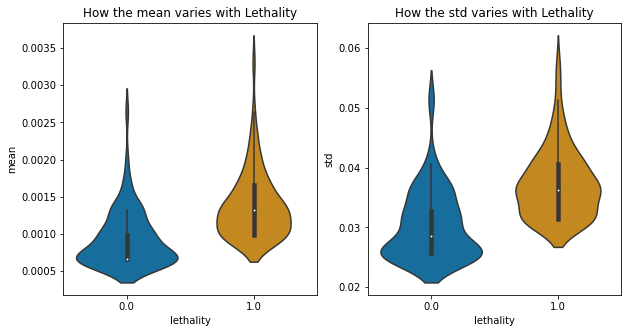 How the mean varies with Lethality
mean
0.0035
0.0030
0.0025
0.0020
0.0015
0.0010
0.0005
0.0
1.0
lethality
How the std varies with Lethality
std
0.06
0.05
0.04
0.03
0.02
0.0
1.0
lethality